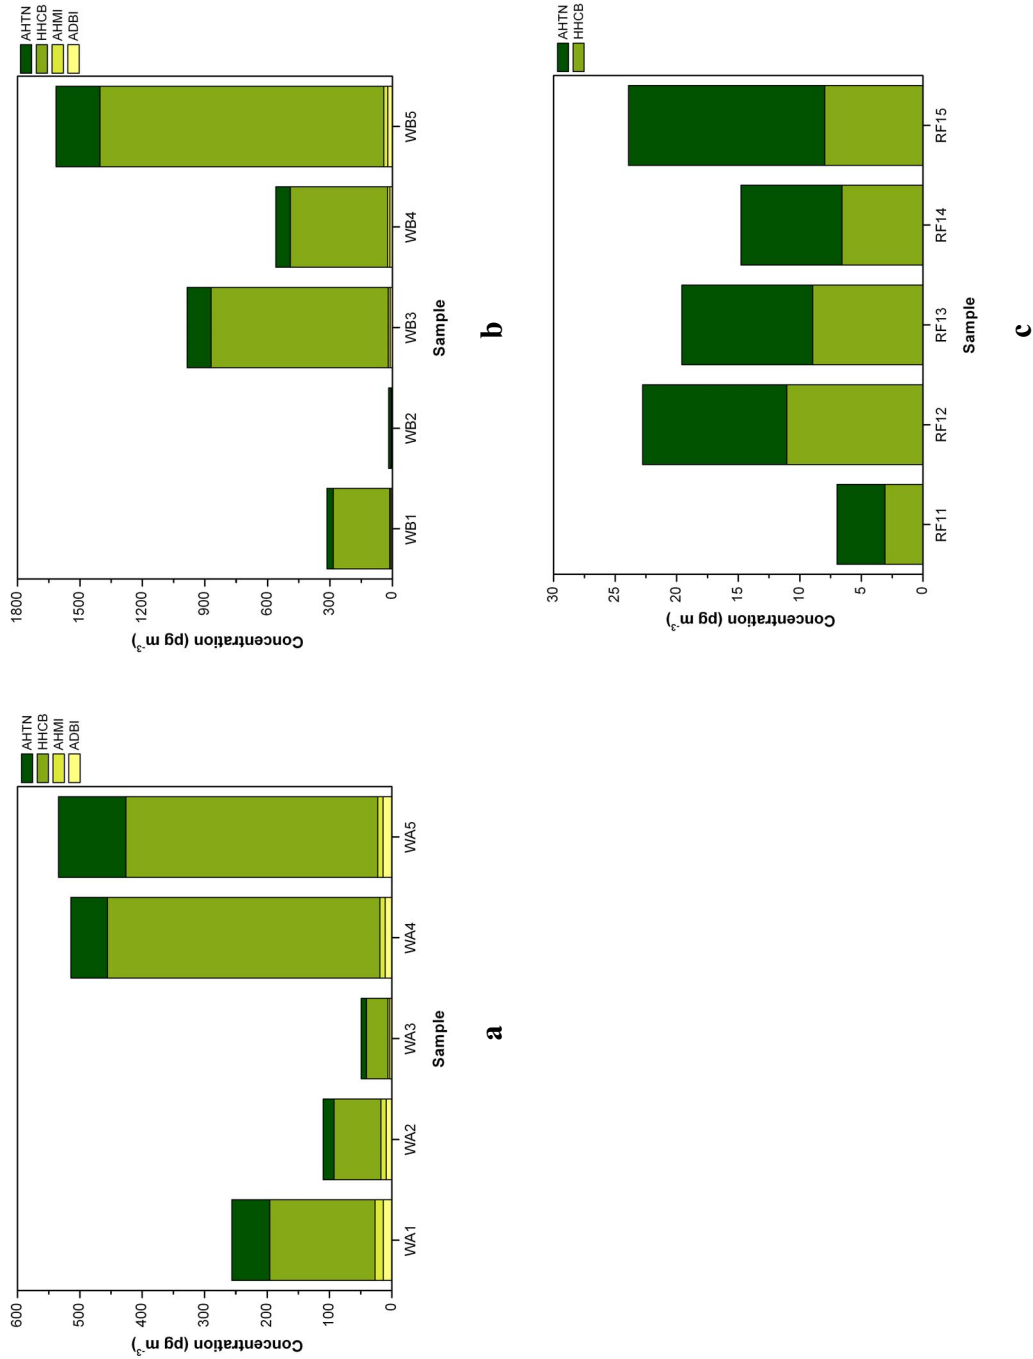 600
500
400
300
200
100
0
Concentration (pg m-3)
WA1
WA2
WA3
WA4
WA5
Sample
AHTN
HHCB
AHMI
ADBI
a
1800
1500
1200
900
600
300
0
Concentration (pg m-3)
WB1
WB2
WB3
WB4
WB5
Sample
AHTN
HHCB
AHMI
ADBI
b
30
25
20
15
10
5
0
Concentration (pg m-3)
RF11
RF12
RF13
RF14
RF15
Sample
AHTN
HHCB
c